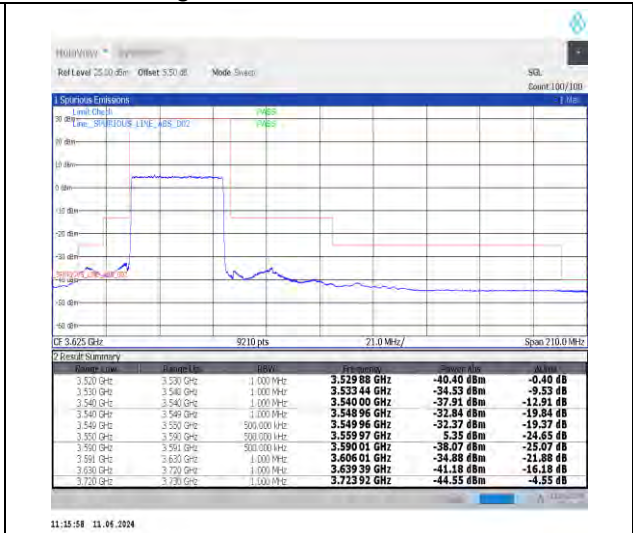 MultiView
Ref Level 25.00 dBm Offset 5.50 dB Mode Sweep SGL
Count 100/100
1 Spurious Emissions
Limit Check PASS
Line _SPURIOUS_LINE_ABS_002 PASS
30 dBm
20 dBm
10 dBm
0 dBm
-10 dBm
-20 dBm
-30 dBm
-40 dBm
-50 dBm
-60 dBm
CF 3.625 GHz 9210 pts 21.0 MHz/ Span 210.0 MHz
2 Result Summary
Range Low Range Up RBW Frequency Power Abs ΔLimit
3.520 GHz 3.530 GHz 1.000 MHz 3.529 88 GHz -40.40 dBm -0.40 dB
3.530 GHz 3.540 GHz 1.000 MHz 3.533 44 GHz -34.53 dBm -9.53 dB
3.540 GHz 3.540 GHz 1.000 MHz 3.540 00 GHz -37.91 dBm -12.91 dB
3.540 GHz 3.549 GHz 1.000 MHz 3.548 96 GHz -32.84 dBm -19.84 dB
3.549 GHz 3.550 GHz 500.000 kHz 3.549 96 GHz -32.37 dBm -19.37 dB
3.550 GHz 3.590 GHz 500.000 kHz 3.559 97 GHz 5.35 dBm -24.65 dB
3.590 GHz 3.591 GHz 500.000 kHz 3.590 01 GHz -38.07 dBm -25.07 dB
3.591 GHz 3.630 GHz 1.000 MHz 3.606 01 GHz -34.88 dBm -21.88 dB
3.630 GHz 3.720 GHz 1.000 MHz 3.639 39 GHz -41.18 dBm -16.18 dB
3.720 GHz 3.730 GHz 1.000 MHz 3.723 92 GHz -44.55 dBm -4.55 dB
11:15:58 11.06.2024